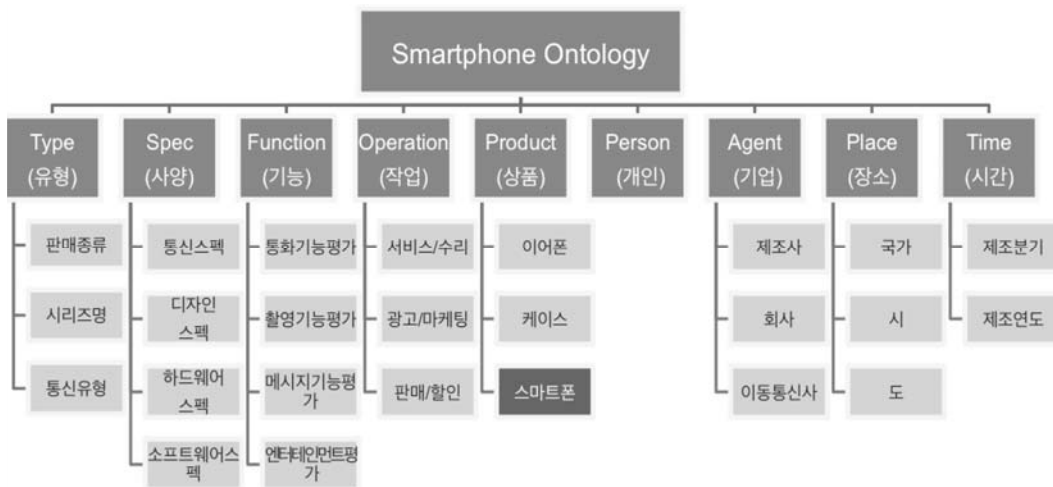 Smartphone Ontology
Type
(유형)
Spec
(사양)
Function
(기능)
Operation
(작업)
Product
(상품)
Person
(개인)
Agent
(기업)
Place
(장소)
Time
(시간)
판매종류
시리즈명
통신유형
통신스펙
디자인
스펙
하드웨어
스펙
소프트웨어스
펙
통화기능평가
촬영기능평가
메시지기능평
가
엔터테인먼트평
가
서비스/수리
광고/마케팅
판매/할인
이어폰
케이스
스마트폰
제조사
회사
이동통신사
국가
시
도
제조분기
제조연도